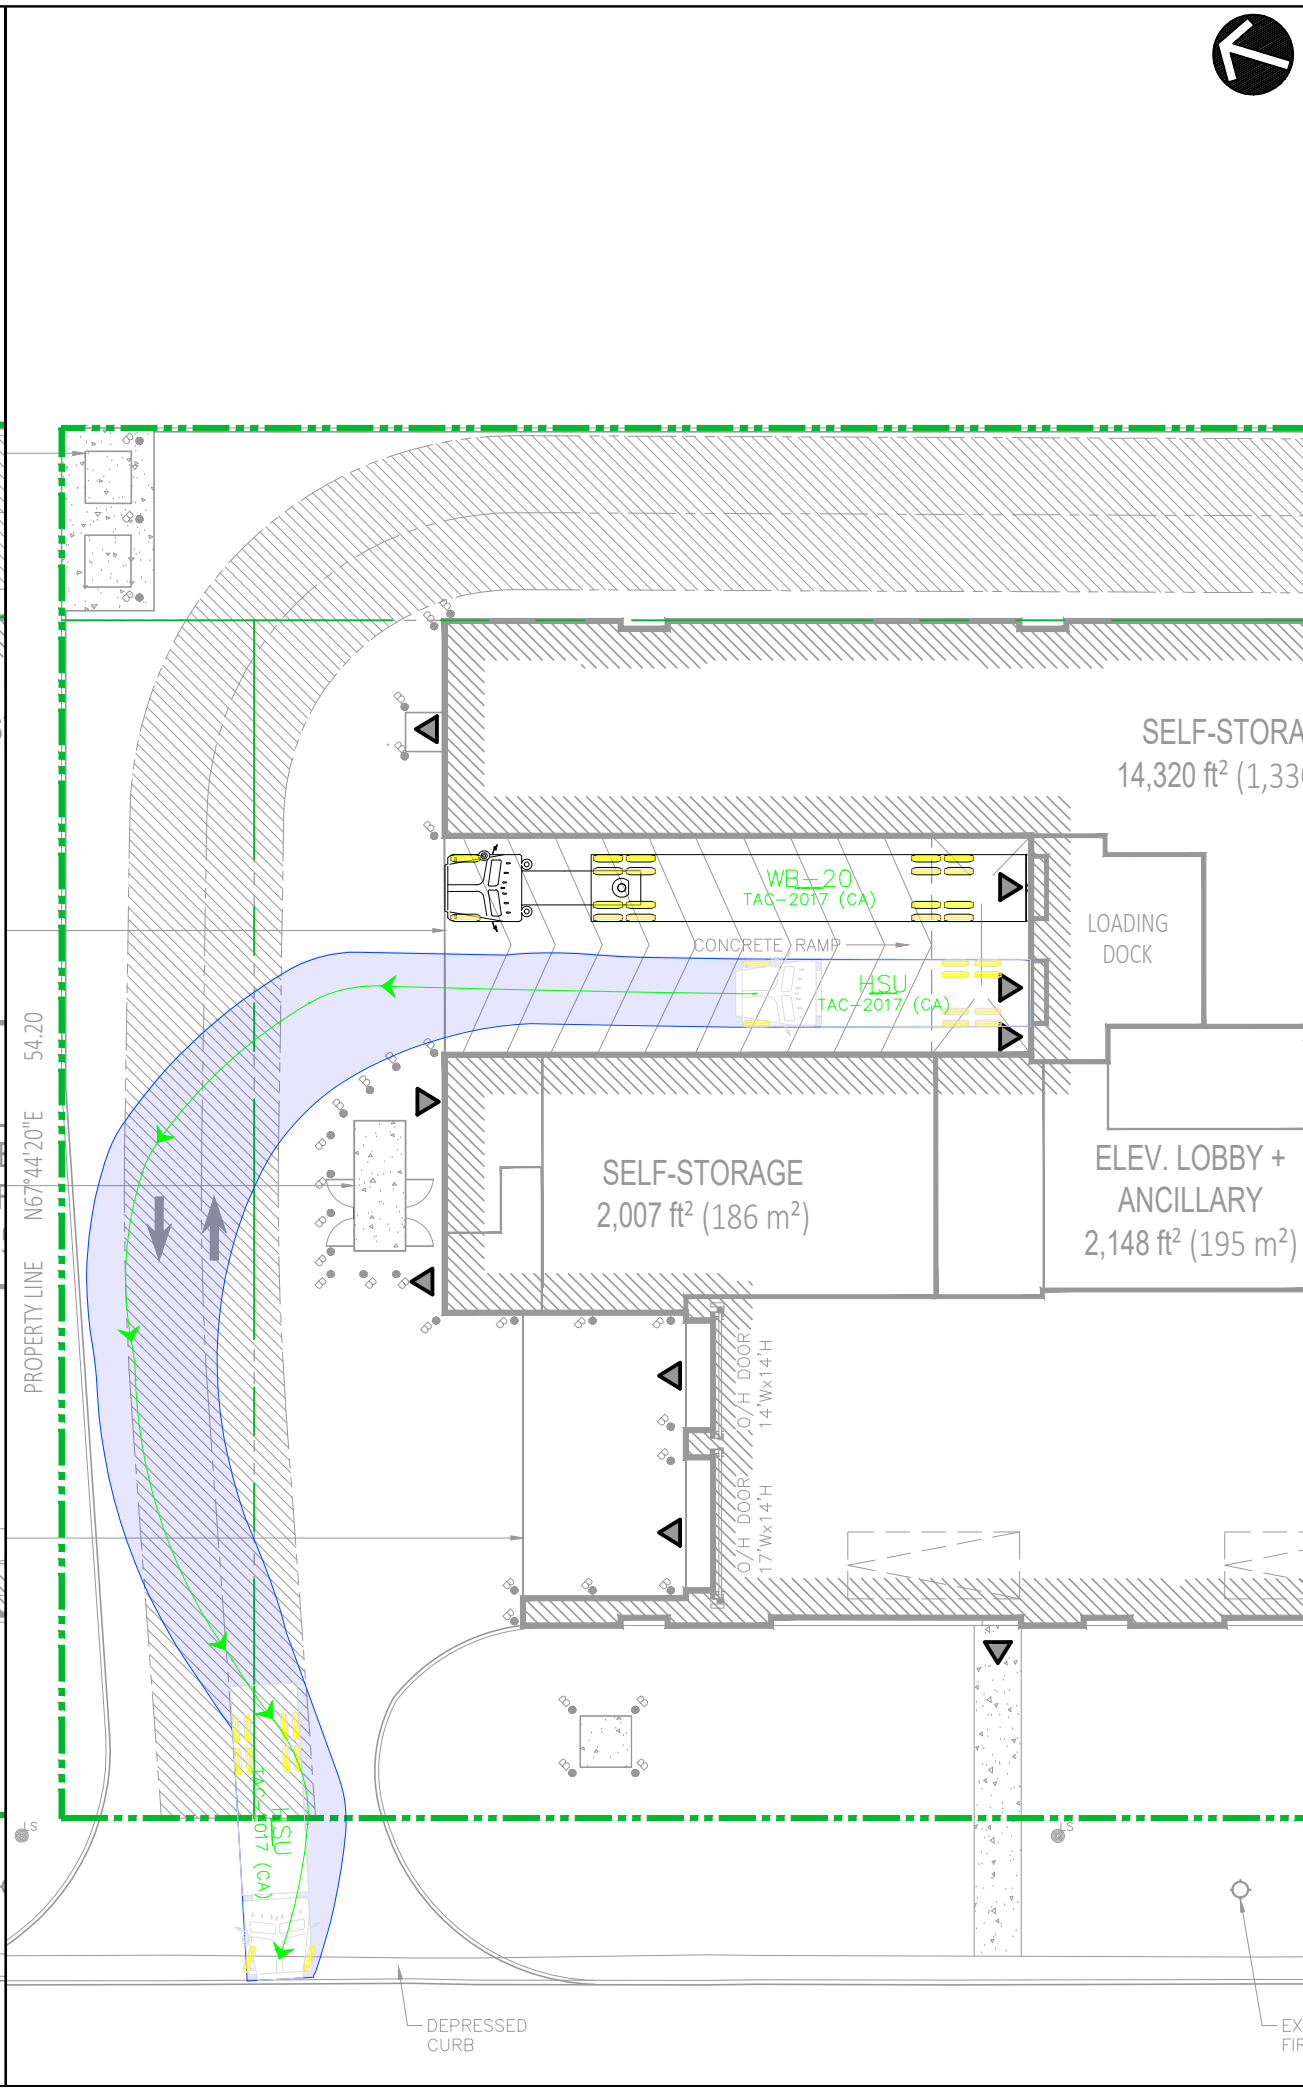 SELF-STORA
14,320 ft² (1,33
WB-20
TAC-2017 (CA)
CONCRETE RAMP
LOADING
DOCK
HSU
TAC-2017 (CA)
PROPERTY LINE N67°44'20"E 54.20
SELF-STORAGE
2,007 ft² (186 m²)
ELEV. LOBBY +
ANCILLARY
2,148 ft² (195 m²)
O/H DOOR
14'Wx14'H
O/H DOOR
17'Wx14'H
HSU
TAC-2017 (CA)
LS
LS
DEPRESSED
CURB
EX
FIR